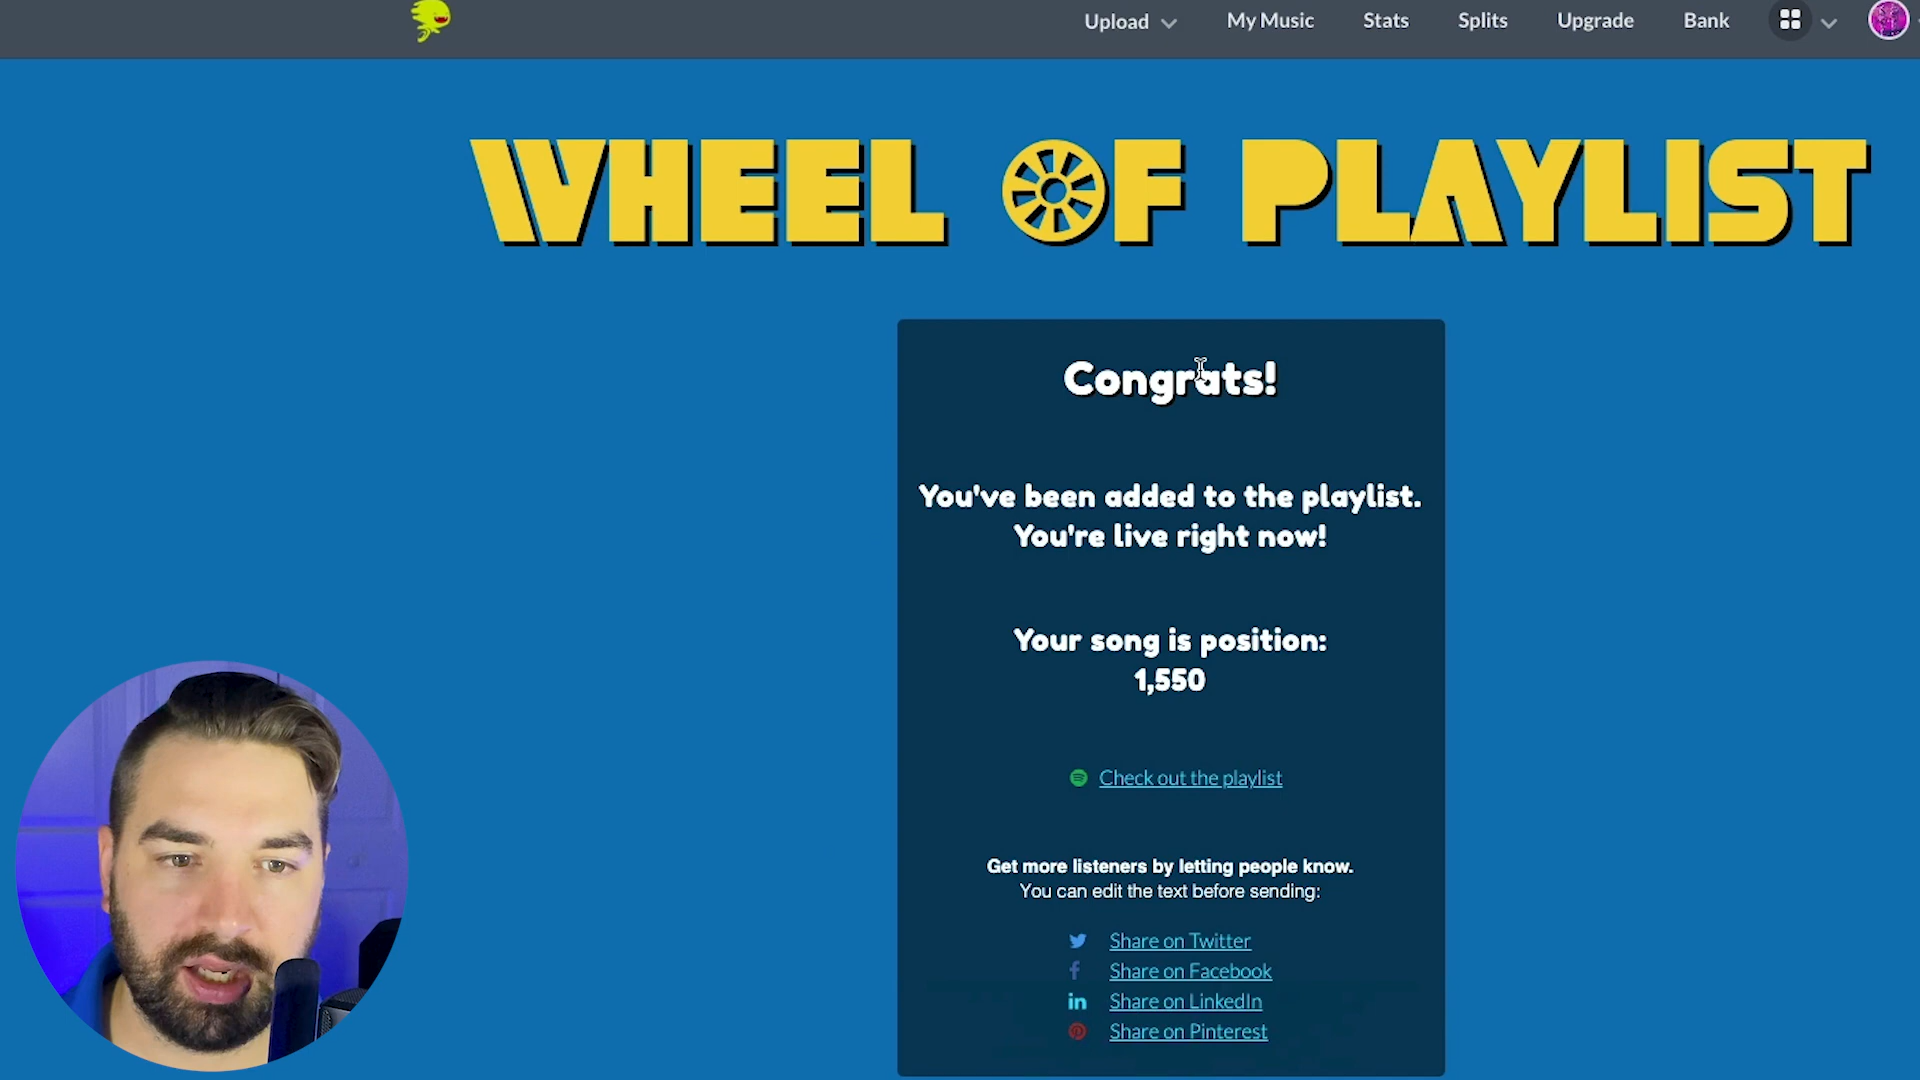 Upload
My Music
Stats
Splits
Upgrade
Bank
WHEEL OF PLAYLIST
Congrats!
You've been added to the playlist.
You're live right now!
Your song is position:
1,550
Check out the playlist
Get more listeners by letting people know.
You can edit the text before sending:
Share on Twitter
Share on Facebook
Share on LinkedIn
Share on Pinterest